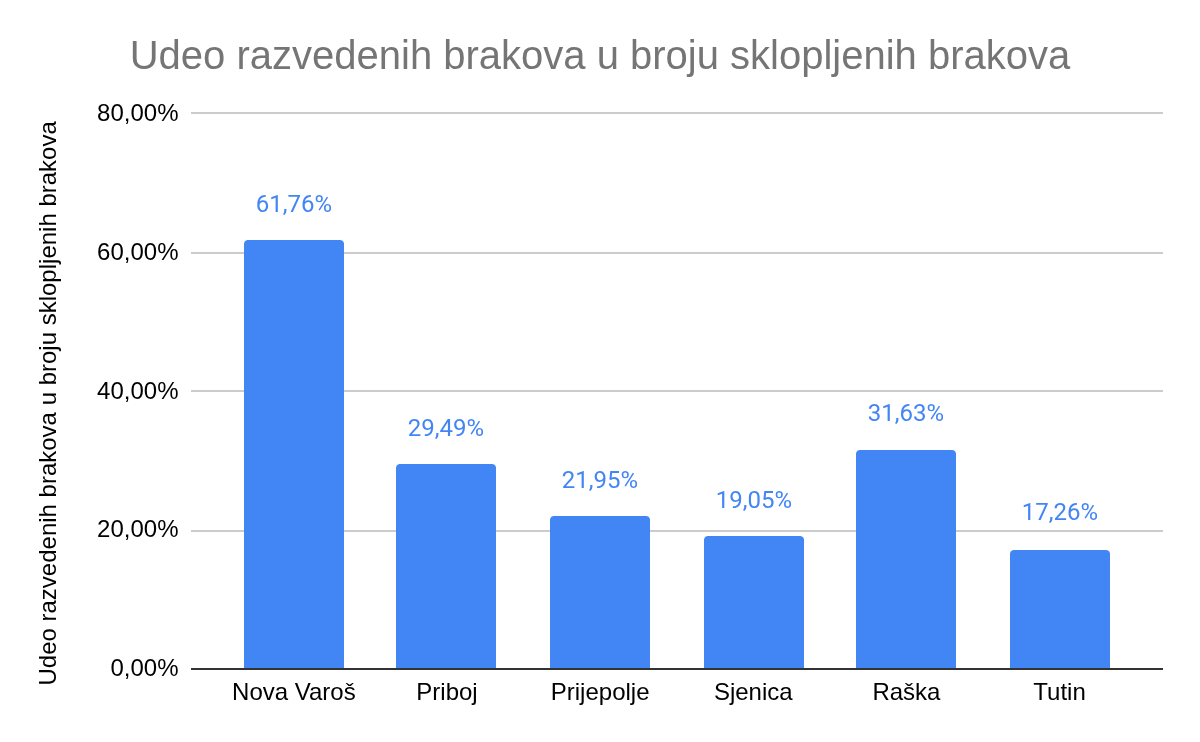 Udeo razvedenih brakova u broju sklopljenih brakova
Udeo razvedenih brakova u broju sklopljenih brakova
80,00%
60,00%
40,00%
20,00%
0,00%
61,76%
29,49%
21,95%
19,05%
31,63%
17,26%
Nova Varoš
Priboj
Prijepolje
Sjenica
Raška
Tutin